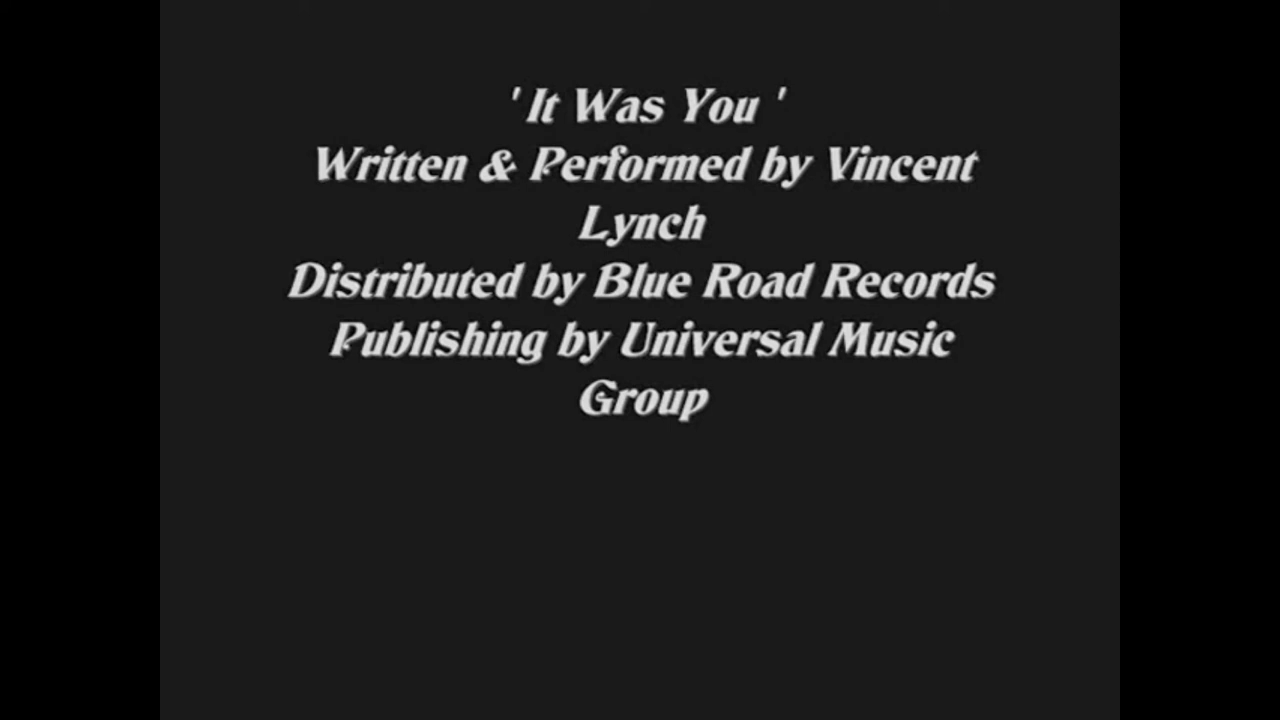 ' It Was You '
Written & Performed by Vincent
Lynch
Distributed by Blue Road Records
Publishing by Universal Music
Group